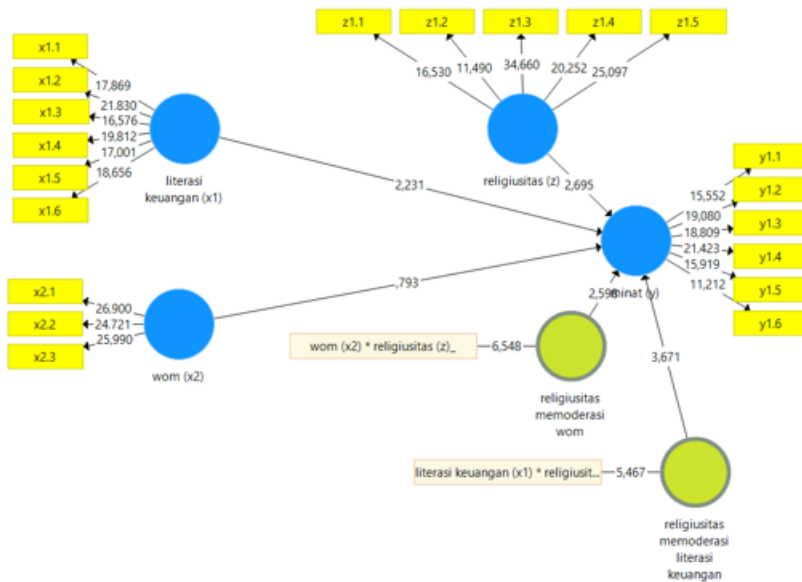 z1.1
z1.2
z1.3
z1.4
z1.5
16,530
11,490
34,660
20,252
25,097
religiusitas (z)
x1.1
x1.2
x1.3
x1.4
x1.5
x1.6
17,869
21.830
16,576
19,812
17,001
18,656
literasi
keuangan (x1)
2,231
2,695
y1.1
y1.2
y1.3
y1.4
y1.5
y1.6
15,552
19,080
18,809
21,423
15,919
11,212
minat (y)
x2.1
x2.2
x2.3
26.900
24.721
25,990
wom (x2)
,793
2,598
wom (x2) * religiusitas (z)_
6,548
religiusitas
memoderasi
wom
3,671
literasi keuangan (x1) * religiusit...
5,467
religiusitas
memoderasi
literasi
keuangan